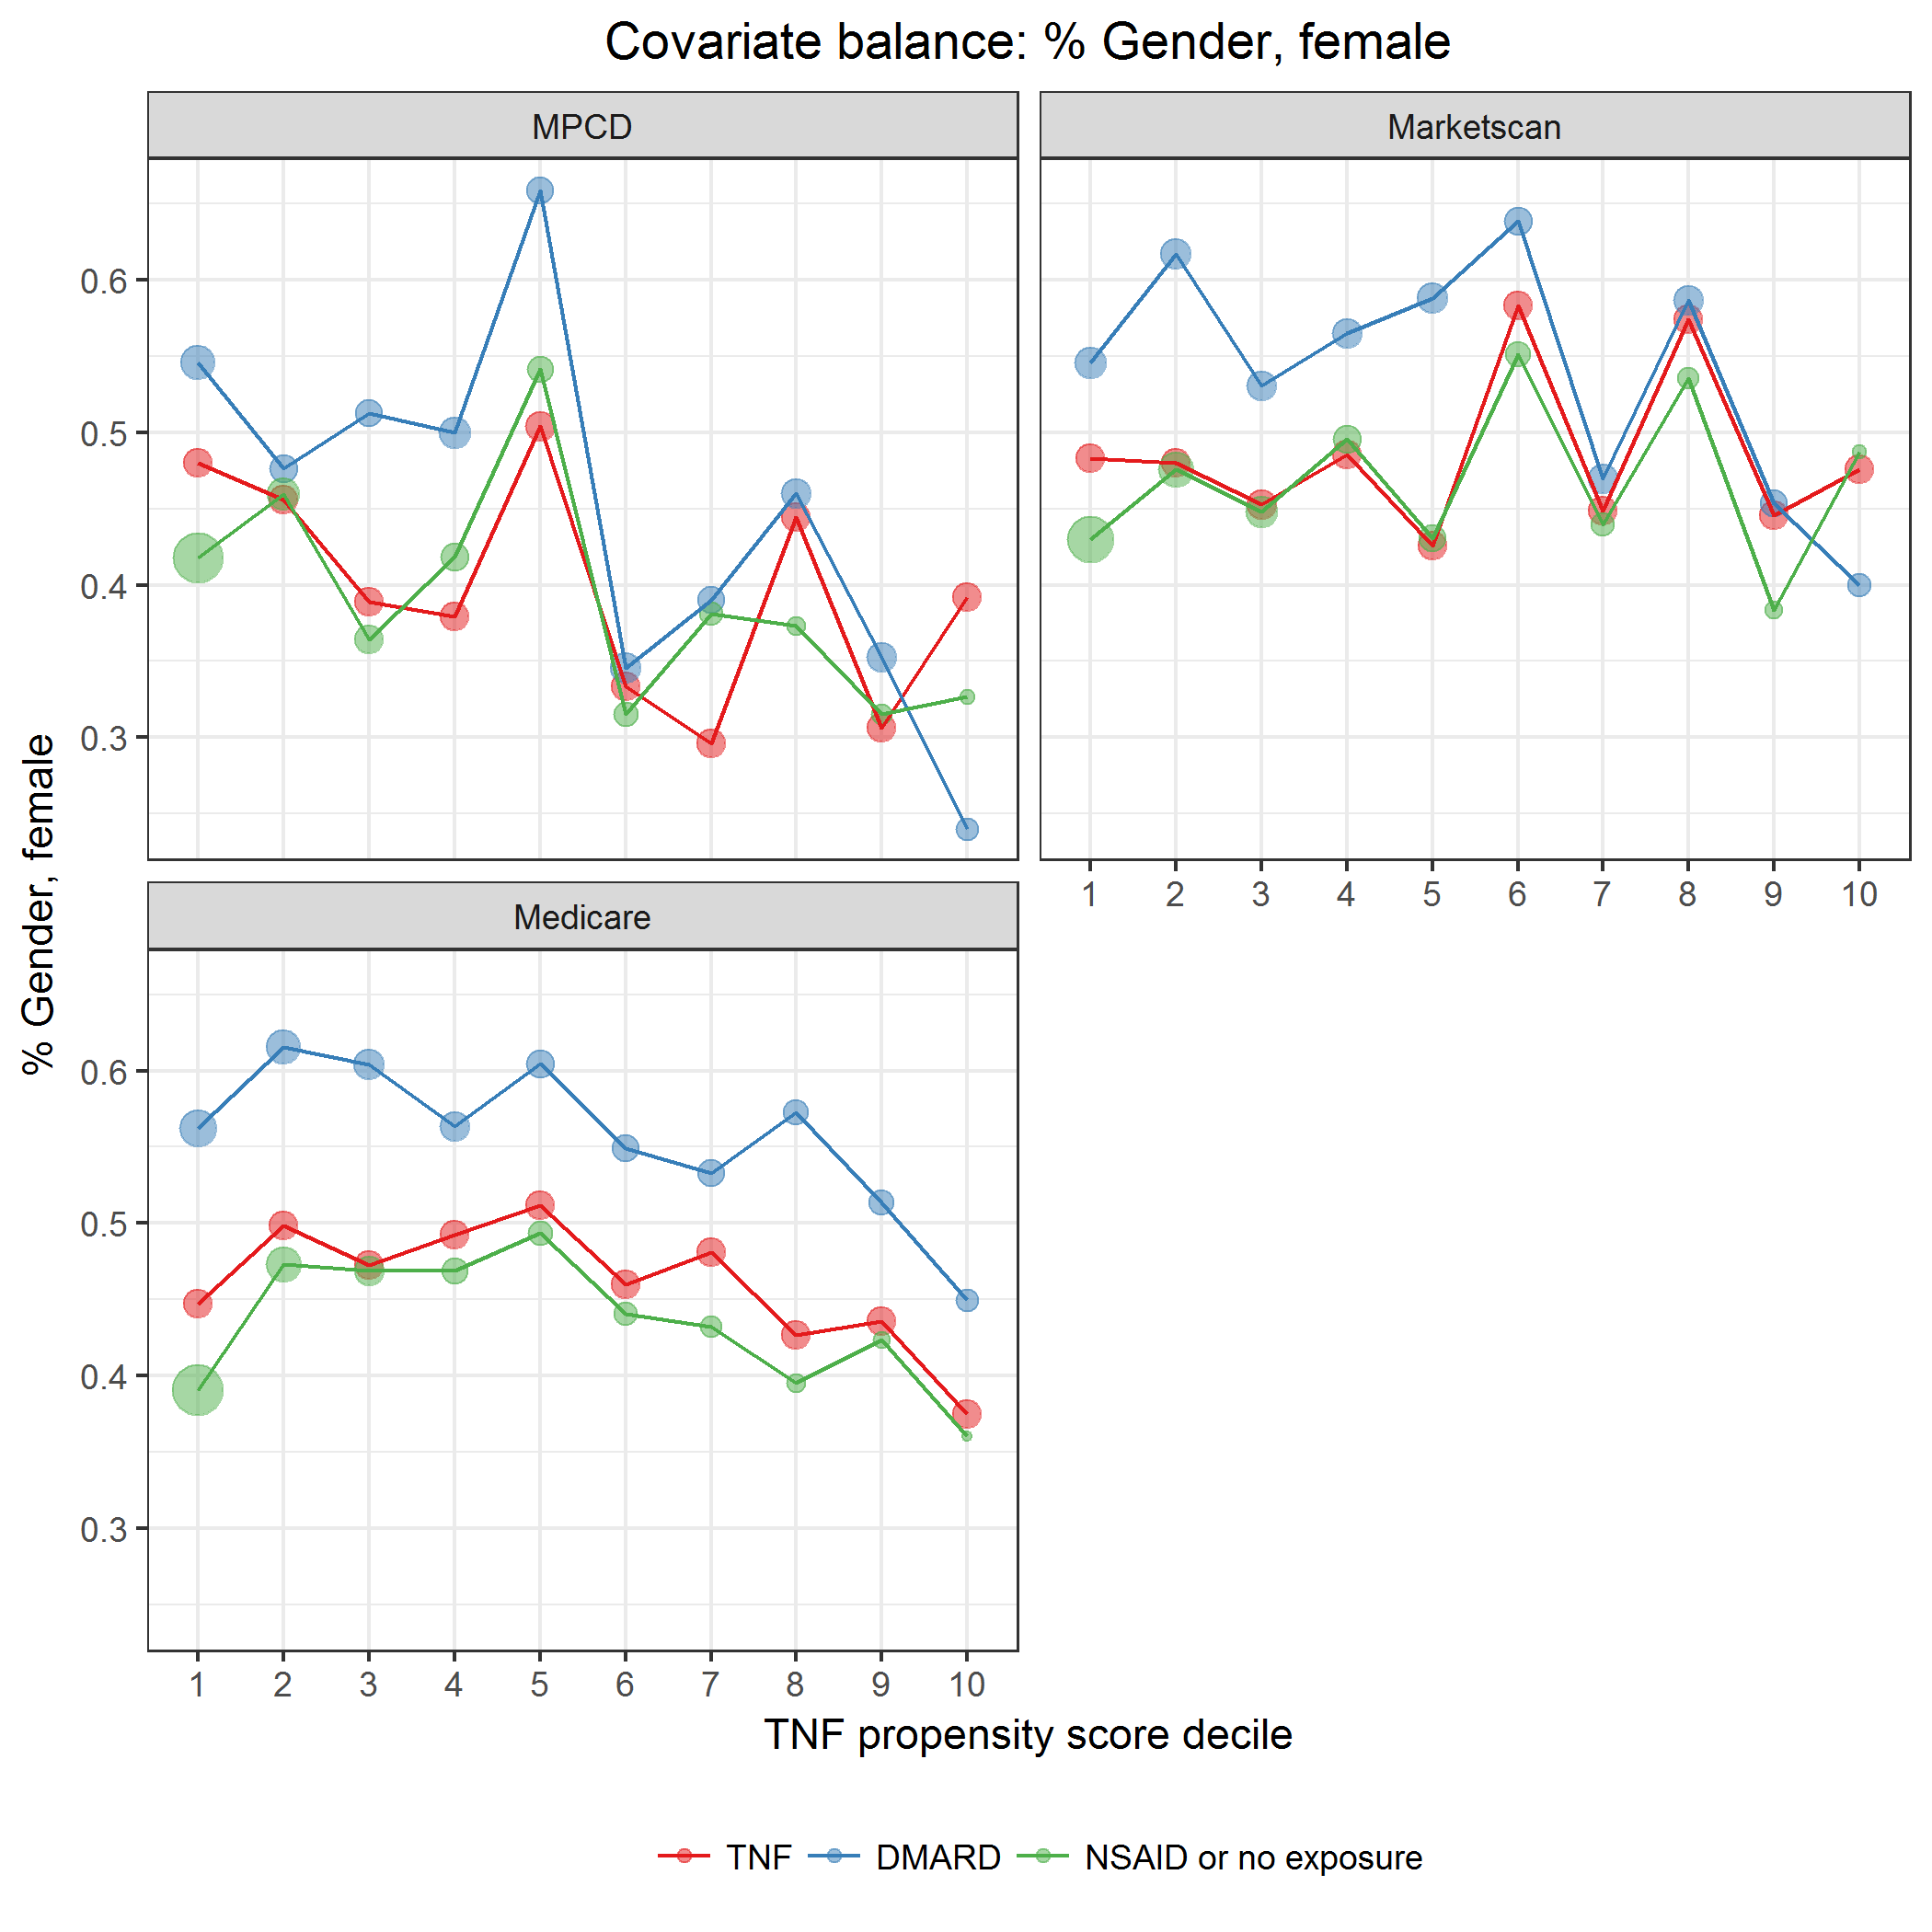 Covariate balance: % Gender, female
MPCD
Marketscan
0.6
0.5
0.4
0.3
1 2 3 4 5 6 7 8 9 10
Medicare
% Gender, female
0.6
0.5
0.4
0.3
1 2 3 4 5 6 7 8 9 10
TNF propensity score decile
TNF DMARD NSAID or no exposure